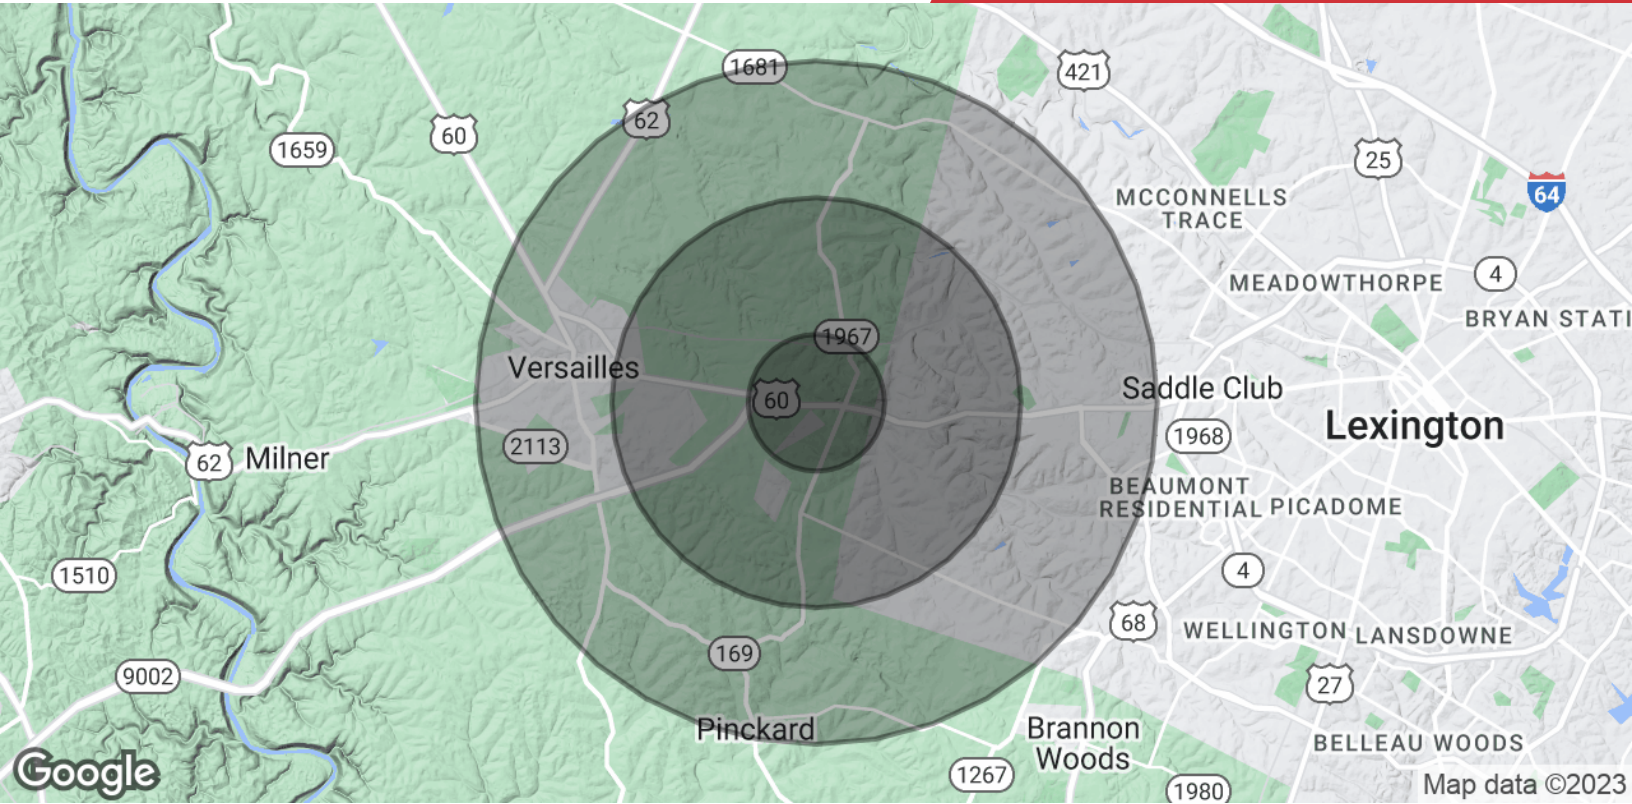 1681
421
62
60
1659
25
64
MCCONNELLS
TRACE
4
MEADOWTHORPE
BRYAN STATI
1967
Versailles
60
Saddle Club
Lexington
2113
1968
62
Milner
BEAUMONT
RESIDENTIAL
PICADOME
1510
4
68
WELLINGTON
LANSDOWNE
169
9002
27
Pinckard
Brannon
Woods
BELLEAU WOODS
Google
1267
1980
Map data ©2023